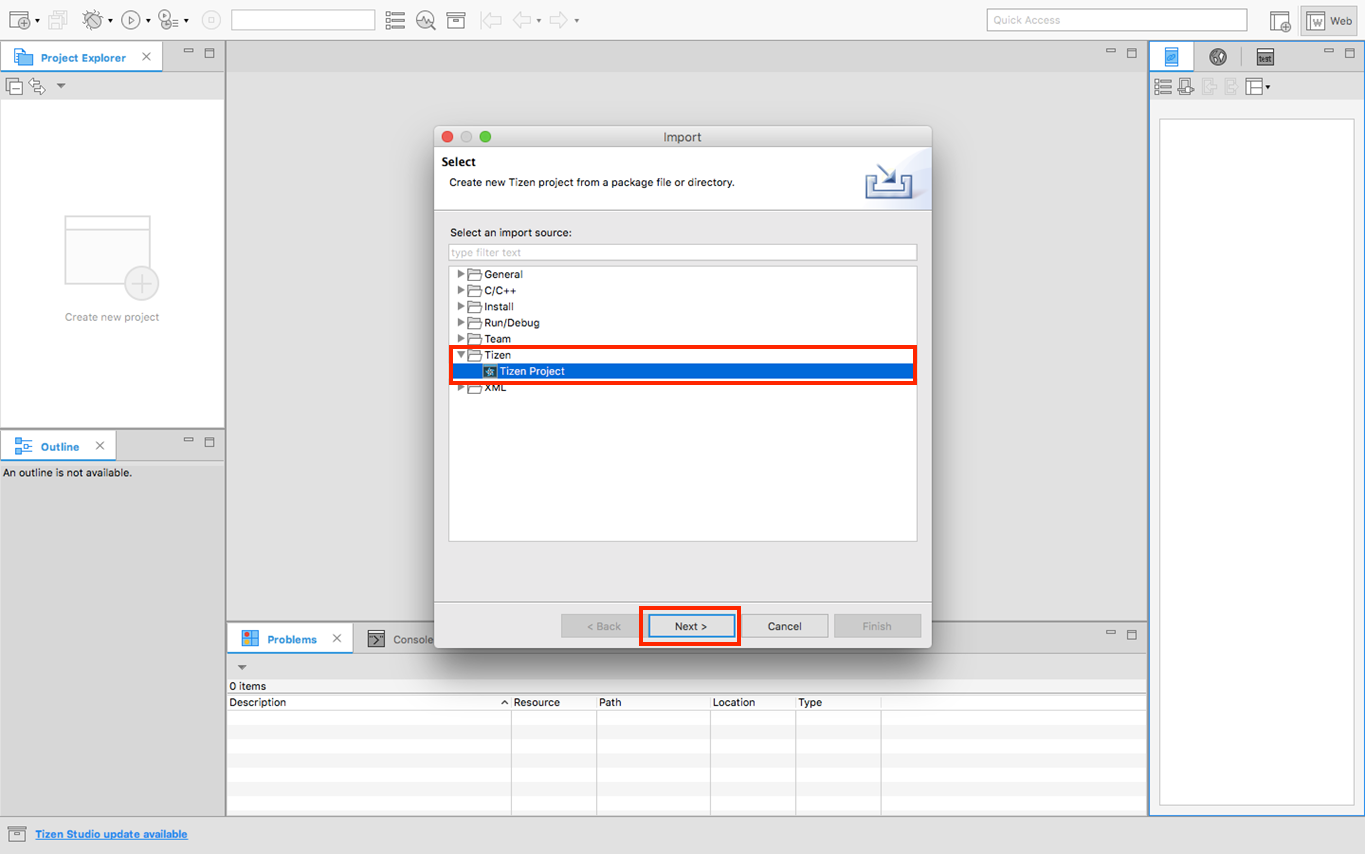 Quick Access
Web
Project Explorer
test
Create new project
Outline
An outline is not available.
Import
Select
Create new Tizen project from a package file or directory.
Select an import source:
type filter text
General
C/C++
Install
Run/Debug
Team
Tizen
Tizen Project
XML
< Back
Next >
Cancel
Finish
Problems
Console
0 items
Description
Resource
Path
Location
Type
Tizen Studio update available